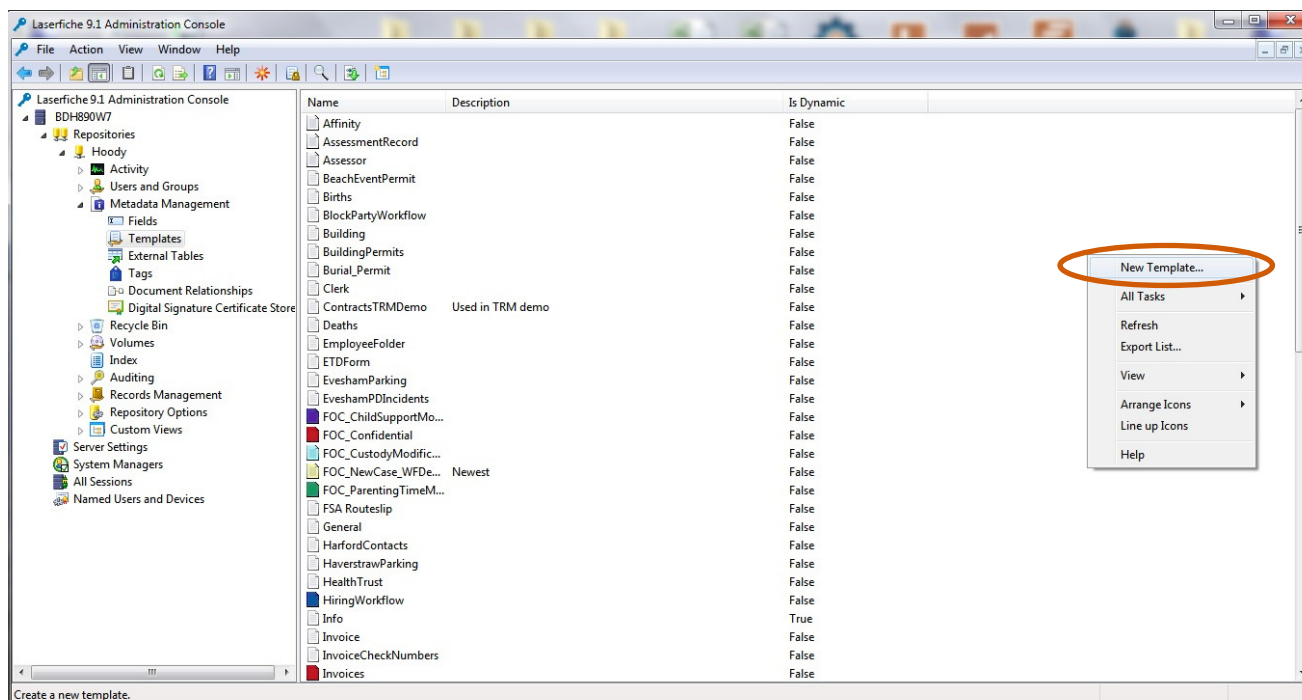 Laserfiche 9.1 Administration Console
File Action View Window Help
Laserfiche 9.1 Administration Console
BDH890W7
Repositories
Hoody
Activity
Users and Groups
Metadata Management
Fields
Templates
External Tables
Tags
Document Relationships
Digital Signature Certificate Store
Recycle Bin
Volumes
Index
Auditing
Records Management
Repository Options
Custom Views
Server Settings
System Managers
All Sessions
Named Users and Devices
Name Description Is Dynamic
Affinity False
AssessmentRecord False
Assessor False
BeachEventPermit False
Births False
BlockPartyWorkflow False
Building False
BuildingPermits False
Burial_Permit False
Clerk False
ContractsTRMDemo Used in TRM demo False
Deaths False
EmployeeFolder False
ETDForm False
EveshamParking False
EveshamPDIncidents False
FOC_ChildSupportMo... False
FOC_Confidential False
FOC_CustodyModific... False
FOC_NewCase_WFDe... Newest False
FOC_ParentingTimeM... False
FSA Routeslip False
General False
HarfordContacts False
HaverstrawParking False
HealthTrust False
HiringWorkflow False
Info True
Invoice False
InvoiceCheckNumbers False
Invoices False
New Template...
All Tasks
Refresh
Export List...
View
Arrange Icons
Line up Icons
Help
Create a new template.